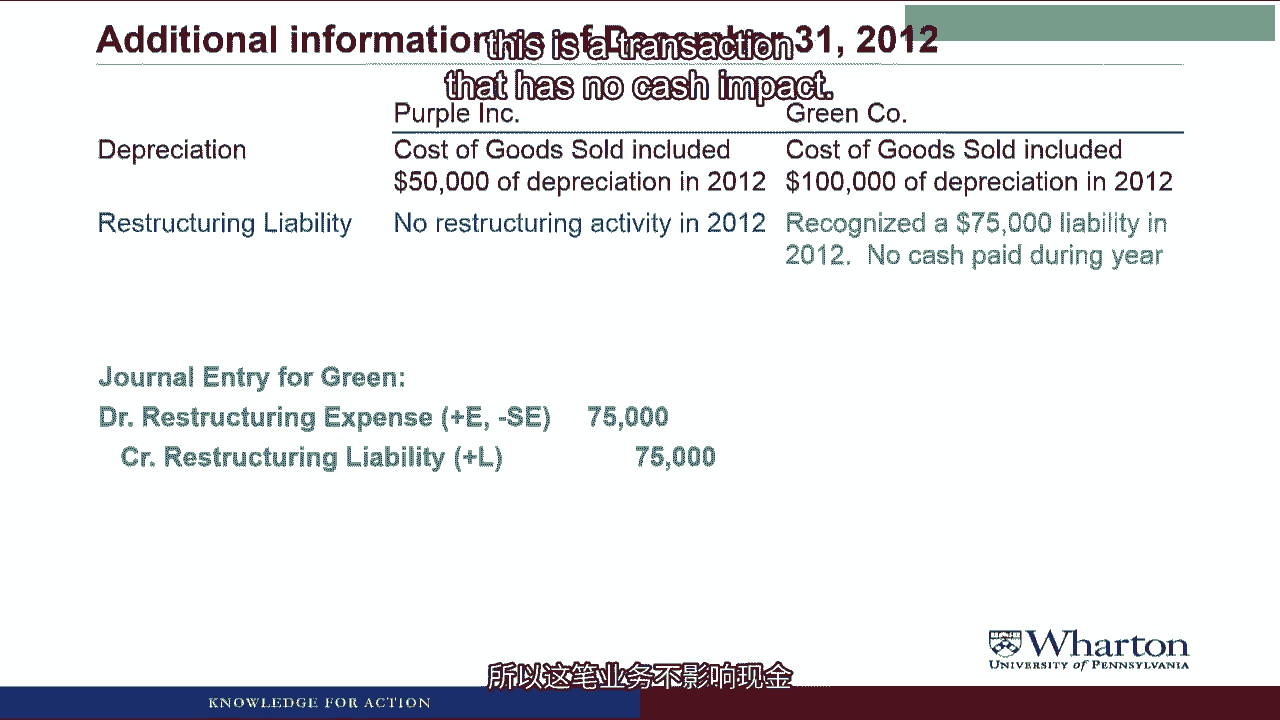 Additional information as of December 31, 2012
this is a transaction
that has no cash impact.
Purple Inc. Green Co.
Depreciation Cost of Goods Sold included Cost of Goods Sold included
$50,000 of depreciation in 2012 $100,000 of depreciation in 2012
Restructuring Liability No restructuring activity in 2012 Recognized a $75,000 liability in
2012. No cash paid during year
Journal Entry for Green:
Dr. Restructuring Expense (+E, -SE) 75,000
Cr. Restructuring Liability (+L) 75,000
Wharton
UNIVERSITY of PENNSYLVANIA
所以这笔业务不影响现金
KNOWLEDGE FOR ACTION